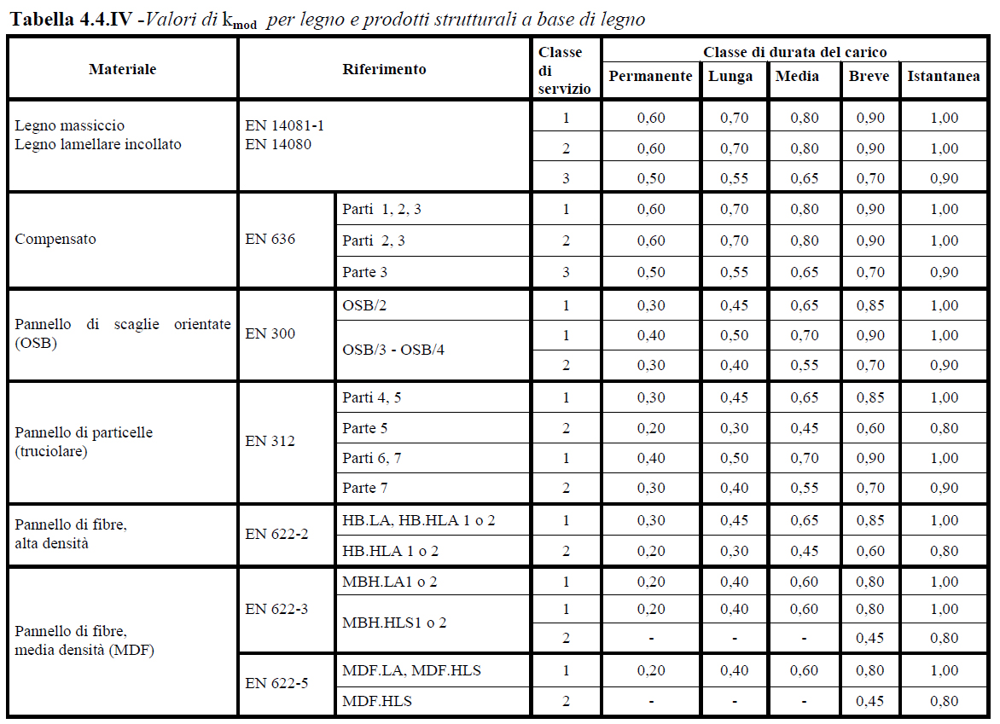 Tabella 4.4.IV -Valori di kmod per legno e prodotti strutturali a base di legno
Materiale Riferimento Classe di servizio Classe di durata del carico
Permanente Lunga Media Breve Istantanea
Legno massiccio
Legno lamellare incollato
EN 14081-1
EN 14080
1 0,60 0,70 0,80 0,90 1,00
2 0,60 0,70 0,80 0,90 1,00
3 0,50 0,55 0,65 0,70 0,90
Compensato EN 636
Parti 1, 2, 3 1 0,60 0,70 0,80 0,90 1,00
Parti 2, 3 2 0,60 0,70 0,80 0,90 1,00
Parte 3 3 0,50 0,55 0,65 0,70 0,90
Pannello di scaglie orientate
(OSB)
EN 300
OSB/2 1 0,30 0,45 0,65 0,85 1,00
OSB/3 - OSB/4
1 0,40 0,50 0,70 0,90 1,00
2 0,30 0,40 0,55 0,70 0,90
Pannello di particelle
(truciolare)
EN 312
Parti 4, 5 1 0,30 0,45 0,65 0,85 1,00
Parte 5 2 0,20 0,30 0,45 0,60 0,80
Parti 6, 7 1 0,40 0,50 0,70 0,90 1,00
Parte 7 2 0,30 0,40 0,55 0,70 0,90
Pannello di fibre,
alta densità
EN 622-2
HB.LA, HB.HLA 1 o 2 1 0,30 0,45 0,65 0,85 1,00
HB.HLA 1 o 2 2 0,20 0,30 0,45 0,60 0,80
Pannello di fibre,
media densità (MDF)
EN 622-3
MBH.LA1 o 2 1 0,20 0,40 0,60 0,80 1,00
MBH.HLS1 o 2
1 0,20 0,40 0,60 0,80 1,00
2 - - - 0,45 0,80
EN 622-5
MDF.LA, MDF.HLS 1 0,20 0,40 0,60 0,80 1,00
MDF.HLS 2 - - - 0,45 0,80